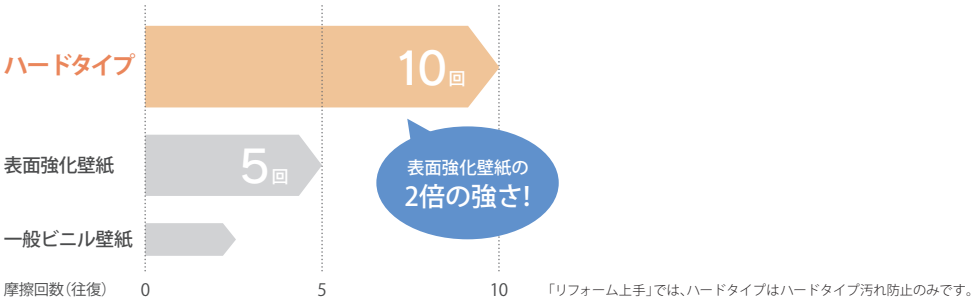 ハードタイプ
10回
表面強化壁紙
5回
表面強化壁紙の
2倍の強さ!
一般ビニル壁紙
摩擦回数(往復) 0 5 10 「リフォーム上手」では、ハードタイプはハードタイプ汚れ防止のみです。